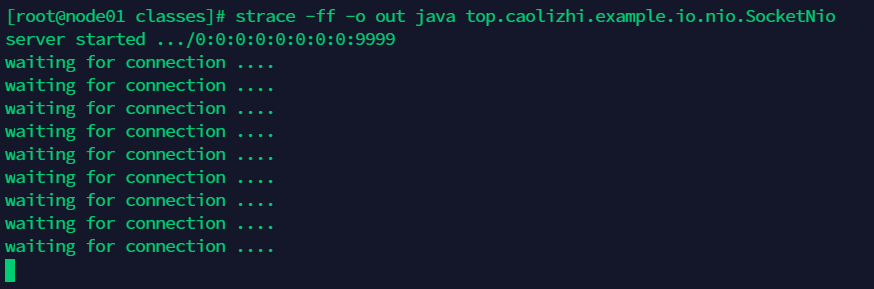 [root@node01 classes]# strace -ff -o out java top.caolizhi.example.io.nio.SocketNio
server started .../0:0:0:0:0:0:0:0:9999
waiting for connection ....
waiting for connection ....
waiting for connection ....
waiting for connection ....
waiting for connection ....
waiting for connection ....
waiting for connection ....
waiting for connection ....
waiting for connection ....